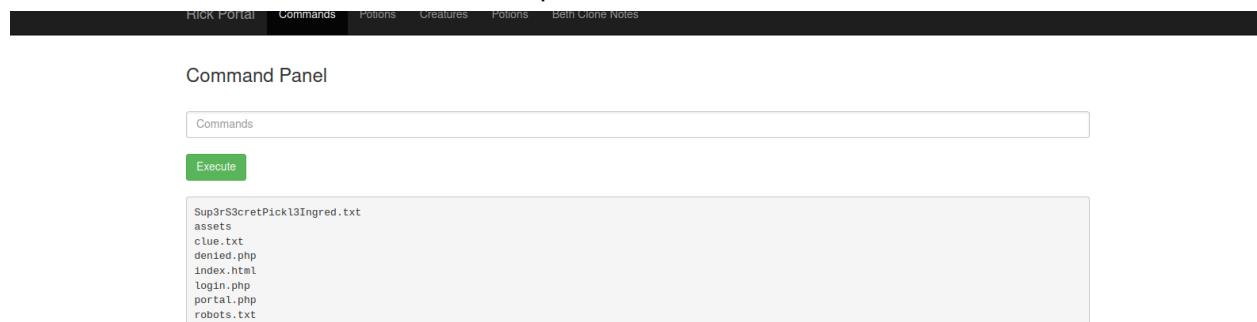 Rick Portal Commands Potions Creatures Potions Beth Clone Notes
Command Panel
Commands
Execute
Sup3rS3cretPickl3Ingred.txt
assets
clue.txt
denied.php
index.html
login.php
portal.php
robots.txt